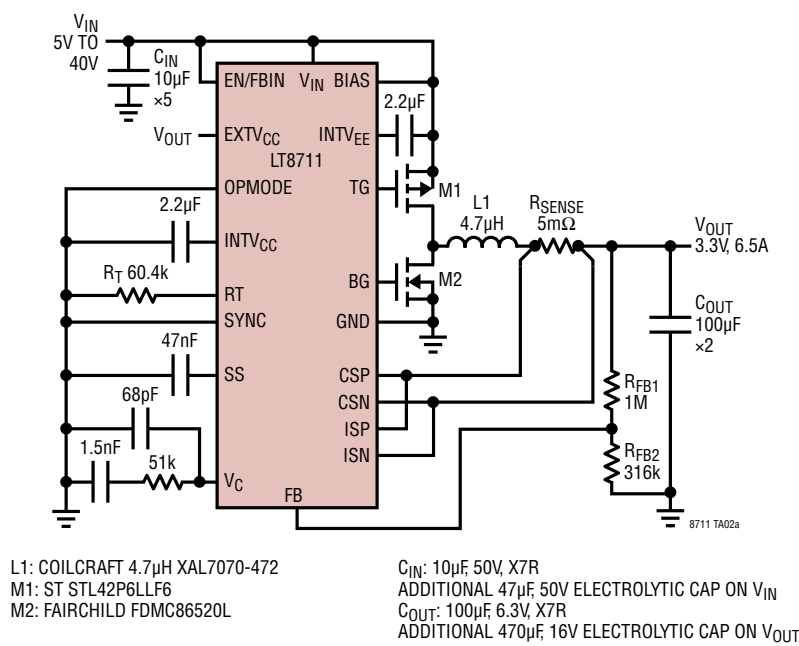 VIN
5V TO
40V
CIN
10µF
×5
EN/FBIN VIN BIAS
2.2µF
VOUT EXTVCC INTVEE
LT8711
OPMODE TG M1
2.2µF
L1
4.7µH
RSENSE
5mΩ
VOUT
3.3V, 6.5A
INTVCC
RT 60.4k RT
BG M2
SYNC GND
COUT
100µF
×2
47nF
SS CSP
CSN
RFB1
1M
68pF
ISP
1.5nF
51k
ISN
VC
RFB2
316k
FB
8711 TA02a
L1: COILCRAFT 4.7µH XAL7070-472
M1: ST STL42P6LLF6
M2: FAIRCHILD FDMC86520L
CIN: 10µF, 50V, X7R
ADDITIONAL 47µF, 50V ELECTROLYTIC CAP ON VIN
COUT: 100µF, 6.3V, X7R
ADDITIONAL 470µF, 16V ELECTROLYTIC CAP ON VOUT